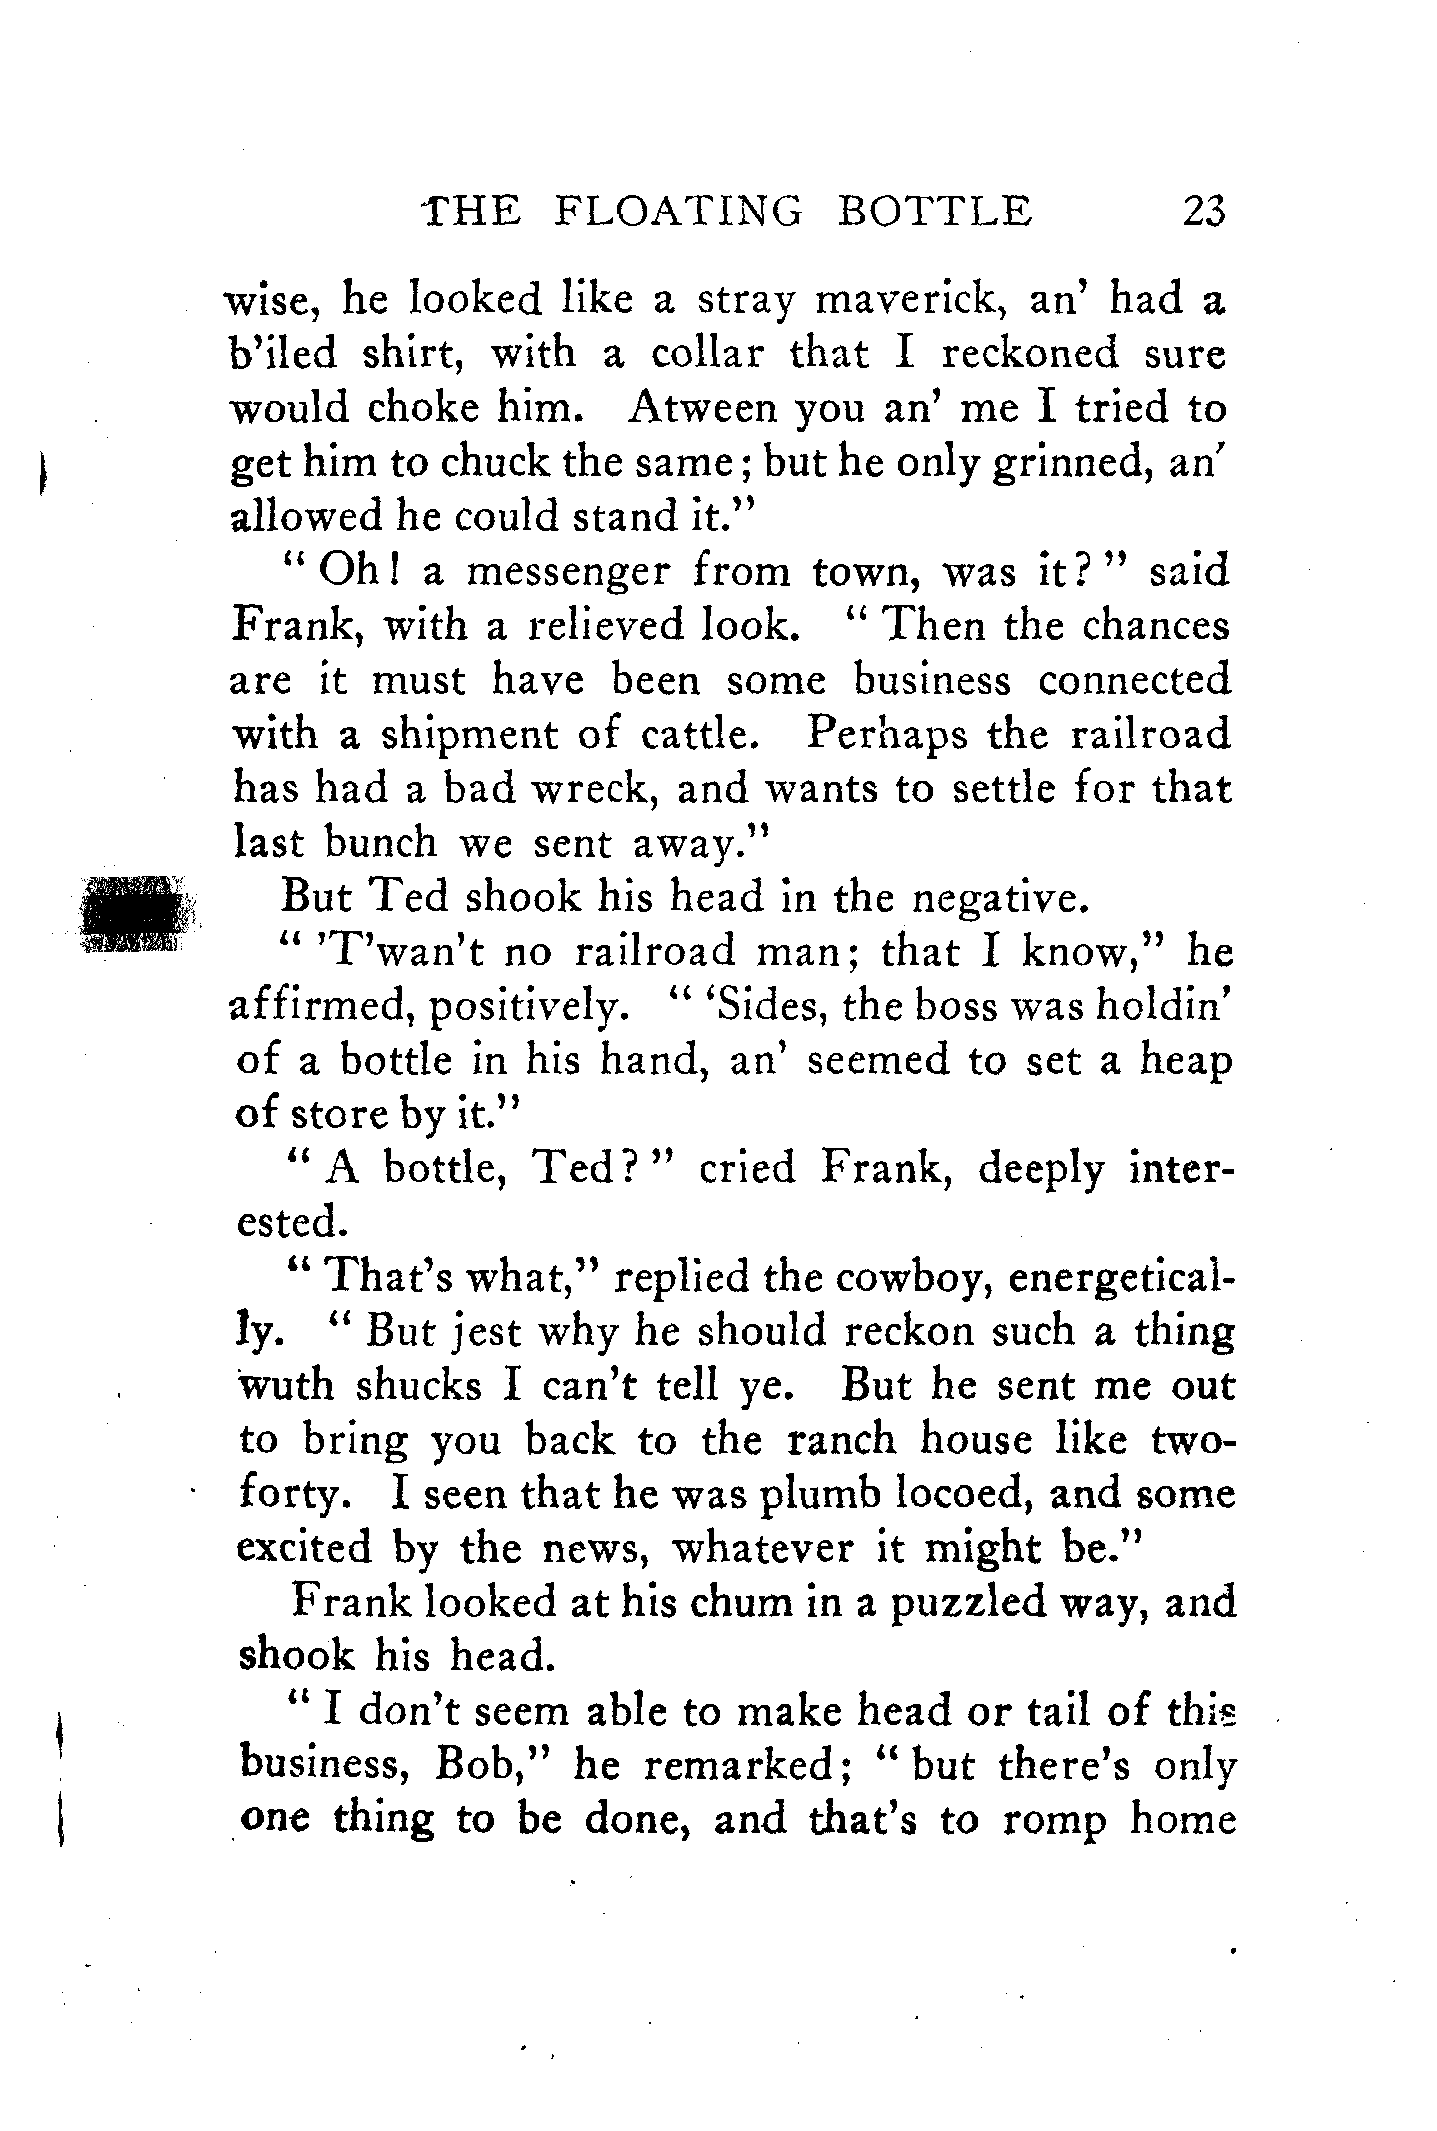 THE FLOATING BOTTLE 23
wise, he looked like a stray maverick, an' had a
b'iled shirt, with a collar that I reckoned sure
would choke him. Atween you an' me I tried to
get him to chuck the same; but he only grinned, an'
allowed he could stand it."
" Oh! a messenger from town, was it? " said
Frank, with a relieved look. " Then the chances
are it must have been some business connected
with a shipment of cattle. Perhaps the railroad
has had a bad wreck, and wants to settle for that
last bunch we sent away."
But Ted shook his head in the negative.
" 'T'wan't no railroad man; that I know," he
affirmed, positively. " 'Sides, the boss was holdin'
of a bottle in his hand, an' seemed to set a heap
of store by it."
" A bottle, Ted? " cried Frank, deeply inter-
ested.
" That's what," replied the cowboy, energetical-
ly. " But jest why he should reckon such a thing
wuth shucks I can't tell ye. But he sent me out
to bring you back to the ranch house like two-
forty. I seen that he was plumb locoed, and some
excited by the news, whatever it might be."
Frank looked at his chum in a puzzled way, and
shook his head.
" I don't seem able to make head or tail of this
business, Bob," he remarked; " but there's only
one thing to be done, and that's to romp home